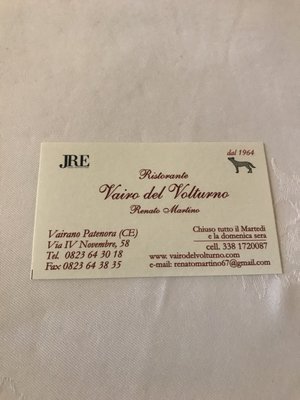 JRE
dal 1964
Ristorante
Vairo del Volturno
Renato Martino
Vairano Patenora (CE)
Via IV Novembre, 58
Tel. 0823 64 30 18
Fax 0823 64 38 35
Chiuso tutto il Martedì
e la domenica sera
cell. 338 1720087
www. vairodelvolturno.com
e-mail: renatomartino67@gmail.com